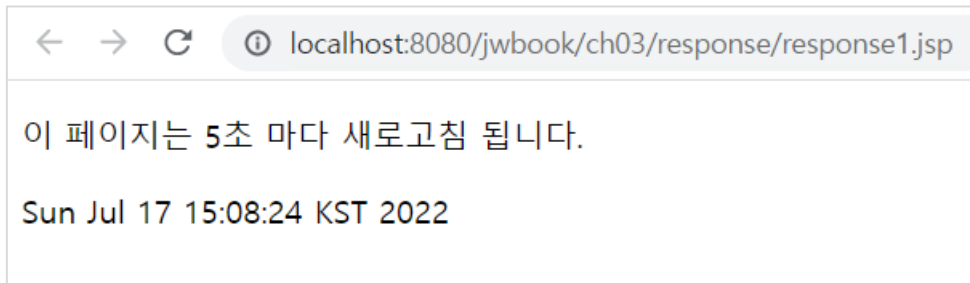 localhost:8080/jwbook/ch03/response/response1.jsp
이 페이지는 5초 마다 새로고침 됩니다.
Sun Jul 17 15:08:24 KST 2022